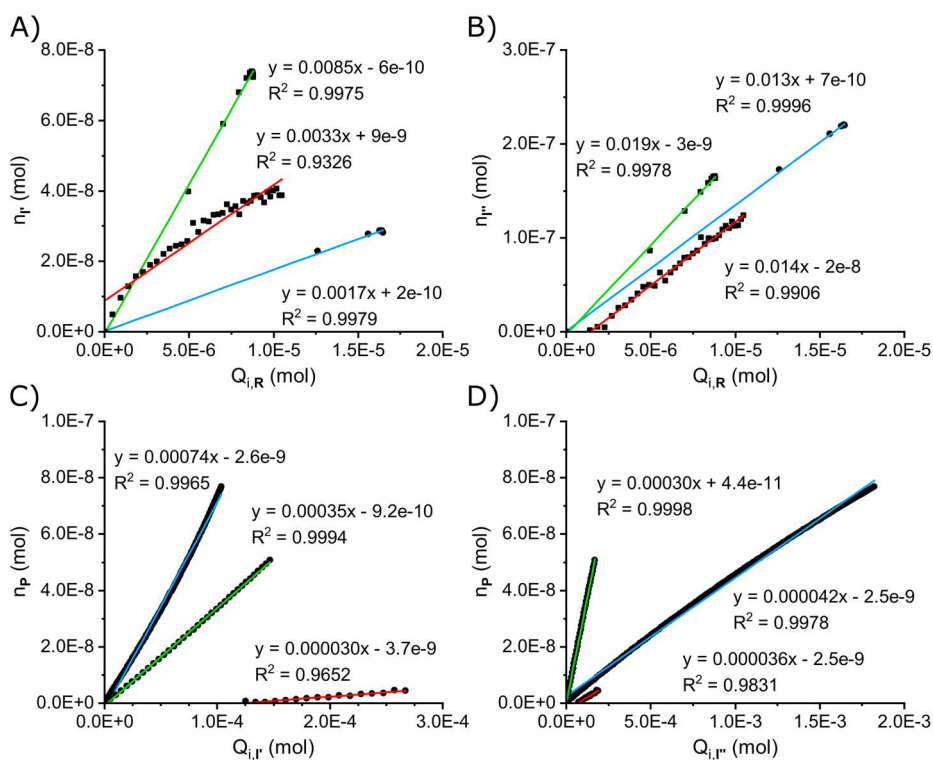 A)
8.0E-8
6.0E-8
4.0E-8
2.0E-8
0.0E+0
n_I' (mol)
y = 0.0085x - 6e-10
R² = 0.9975
y = 0.0033x + 9e-9
R² = 0.9326
y = 0.0017x + 2e-10
R² = 0.9979
0.0E+0 5.0E-6 1.0E-5 1.5E-5 2.0E-5
Q_i,R (mol)
B)
3.0E-7
2.0E-7
1.0E-7
0.0E+0
n_I'' (mol)
y = 0.013x + 7e-10
R² = 0.9996
y = 0.019x - 3e-9
R² = 0.9978
y = 0.014x - 2e-8
R² = 0.9906
0.0E+0 5.0E-6 1.0E-5 1.5E-5 2.0E-5
Q_i,R (mol)
C)
1.0E-7
8.0E-8
6.0E-8
4.0E-8
2.0E-8
0.0E+0
n_P (mol)
y = 0.00074x - 2.6e-9
R² = 0.9965
y = 0.00035x - 9.2e-10
R² = 0.9994
y = 0.000030x - 3.7e-9
R² = 0.9652
0.0E+0 1.0E-4 2.0E-4 3.0E-4
Q_i,I' (mol)
D)
1.0E-7
8.0E-8
6.0E-8
4.0E-8
2.0E-8
0.0E+0
n_P (mol)
y = 0.00030x + 4.4e-11
R² = 0.9998
y = 0.000042x - 2.5e-9
R² = 0.9978
y = 0.000036x - 2.5e-9
R² = 0.9831
0.0E+0 5.0E-4 1.0E-3 1.5E-3 2.0E-3
Q_i,I'' (mol)